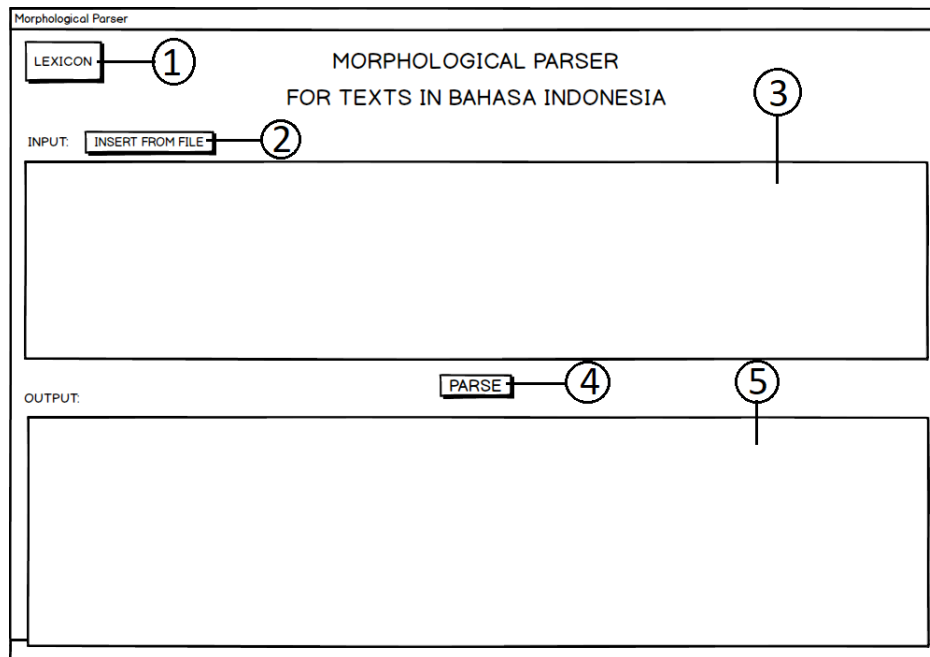 Morphological Parser
LEXICON 1
MORPHOLOGICAL PARSER
FOR TEXTS IN BAHASA INDONESIA
3
INPUT: INSERT FROM FILE 2
PARSE 4 5
OUTPUT: